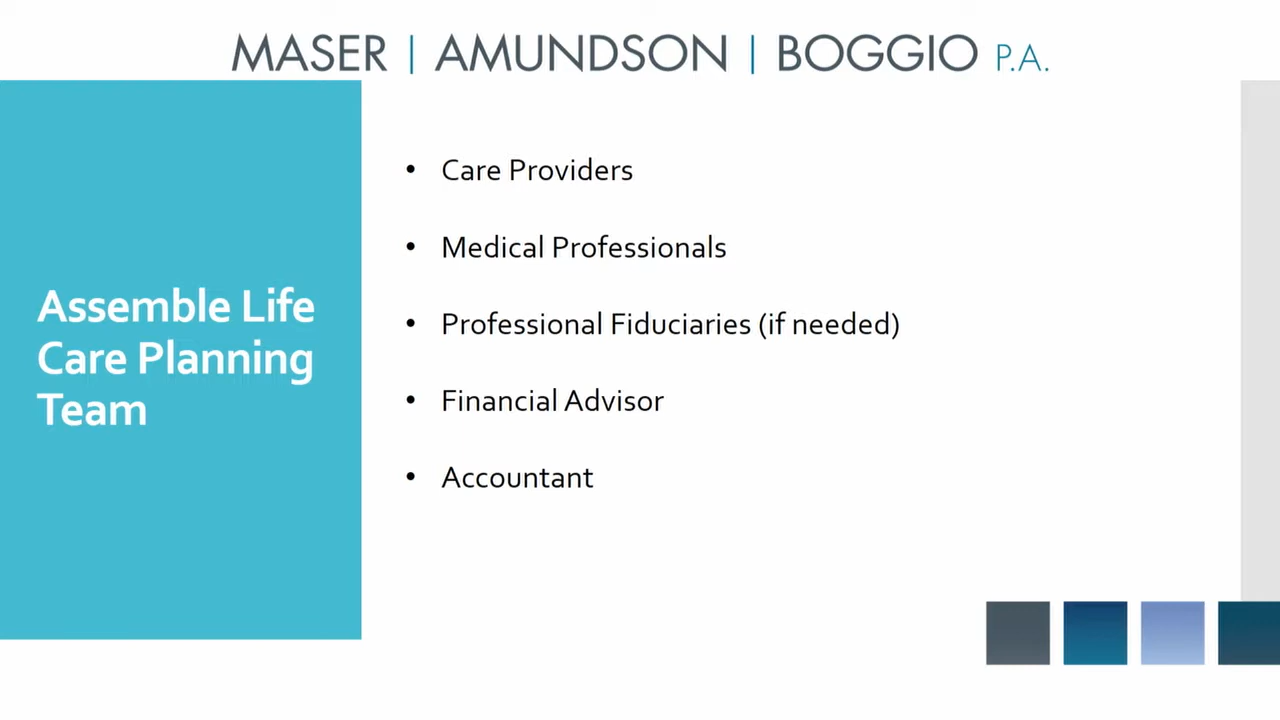 MASER | AMUNDSON | BOGGIO P.A.
Assemble Life
Care Planning
Team
• Care Providers
• Medical Professionals
• Professional Fiduciaries (if needed)
• Financial Advisor
• Accountant